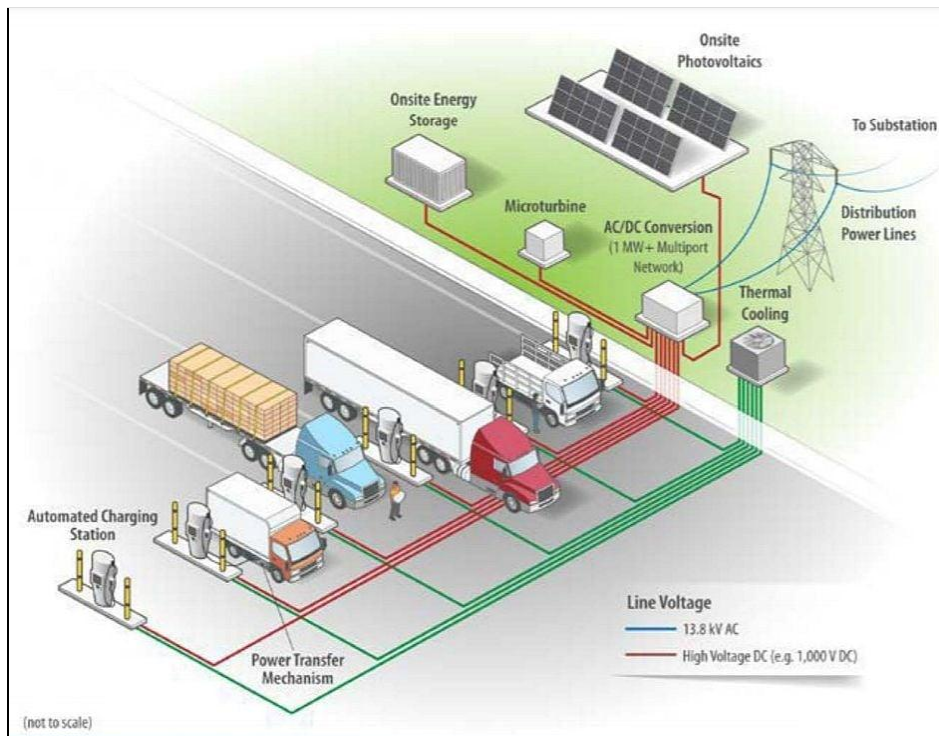 Onsite
Photovoltaics
Onsite Energy
Storage
To Substation
Microturbine
AC/DC Conversion
(1 MW+ Multiport
Network)
Distribution
Power Lines
Thermal
Cooling
Automated Charging
Station
Power Transfer
Mechanism
Line Voltage
13.8 kV AC
High Voltage DC (e.g. 1,000 V DC)
(not to scale)